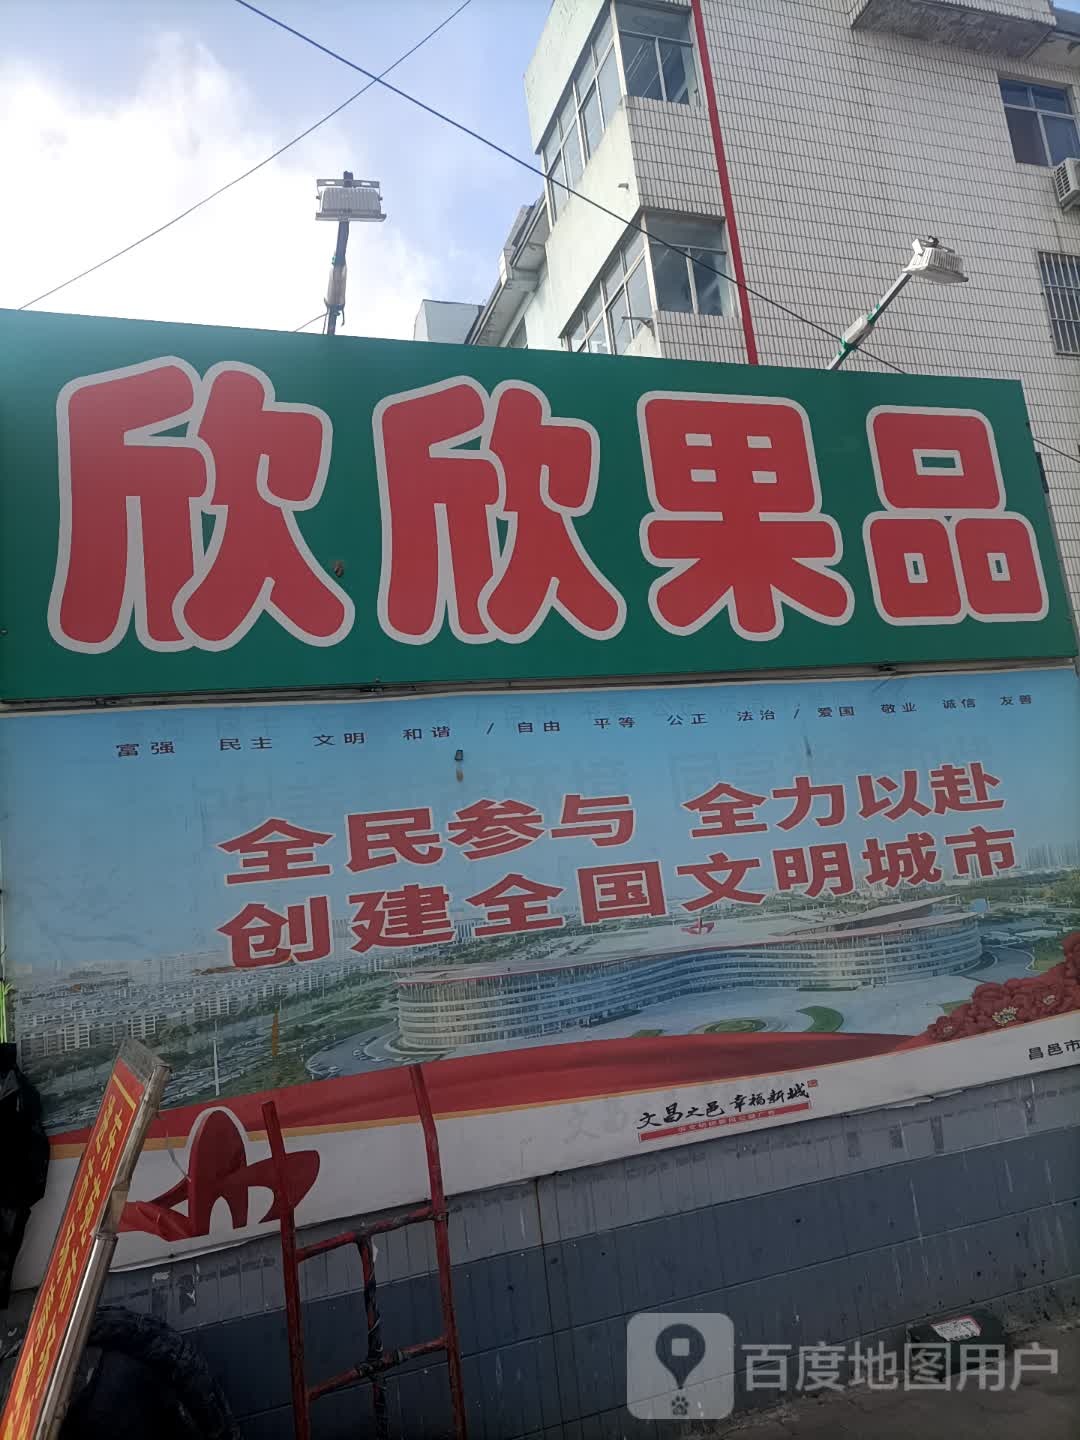 欣欣果品
富强 民主 文明 和谐 / 自由 平等 公正 法治 / 爱国 敬业 诚信 友善
全民参与 全力以赴
创建全国文明城市
昌邑市
文昌之邑 幸福新城
百度地图用户